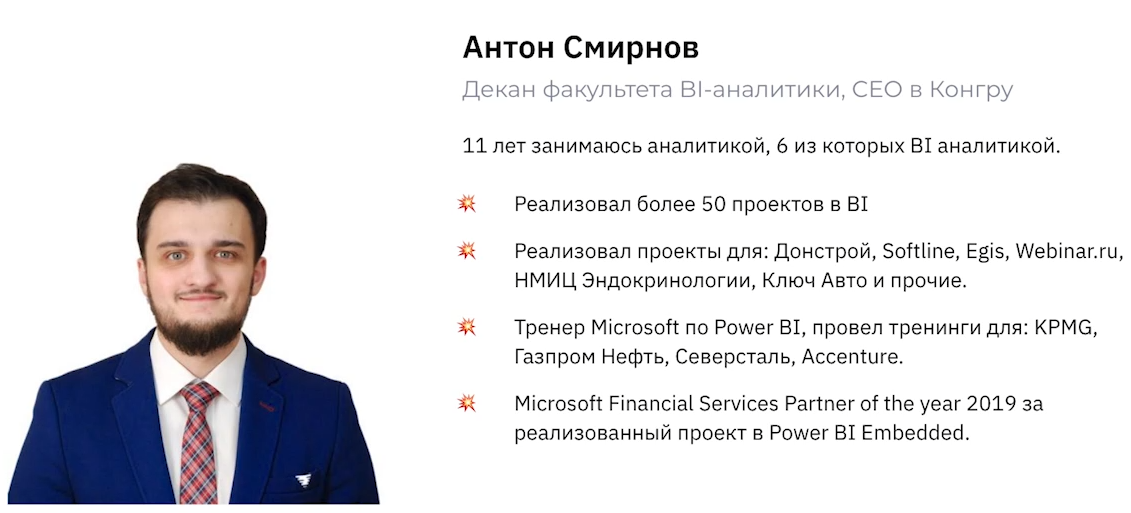 Антон Смирнов
Декан факультета BI-аналитики, CEO в Конгру
11 лет занимаюсь аналитикой, 6 из которых BI аналитикой.
Реализовал более 50 проектов в BI
Реализовал проекты для: Донстрой, Softline, Egis, Webinar.ru,
НМИЦ Эндокринологии, Ключ Авто и прочие.
Тренер Microsoft по Power BI, провел тренинги для: KPMG,
Газпром Нефть, Северсталь, Accenture.
Microsoft Financial Services Partner of the year 2019 за
реализованный проект в Power BI Embedded.